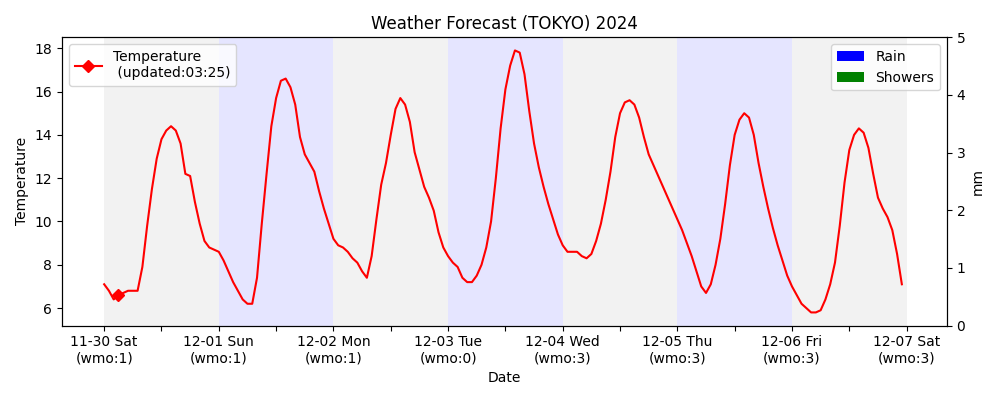 Weather Forecast (TOKYO) 2024
Temperature
(updated:03:25)
Rain
Showers
Temperature
18
16
14
12
10
8
6
5
4
3
2
1
0
mm
11-30 Sat 12-01 Sun 12-02 Mon 12-03 Tue 12-04 Wed 12-05 Thu 12-06 Fri 12-07 Sat
(wmo:1) (wmo:1) (wmo:1) (wmo:0) (wmo:3) (wmo:3) (wmo:3) (wmo:3)
Date